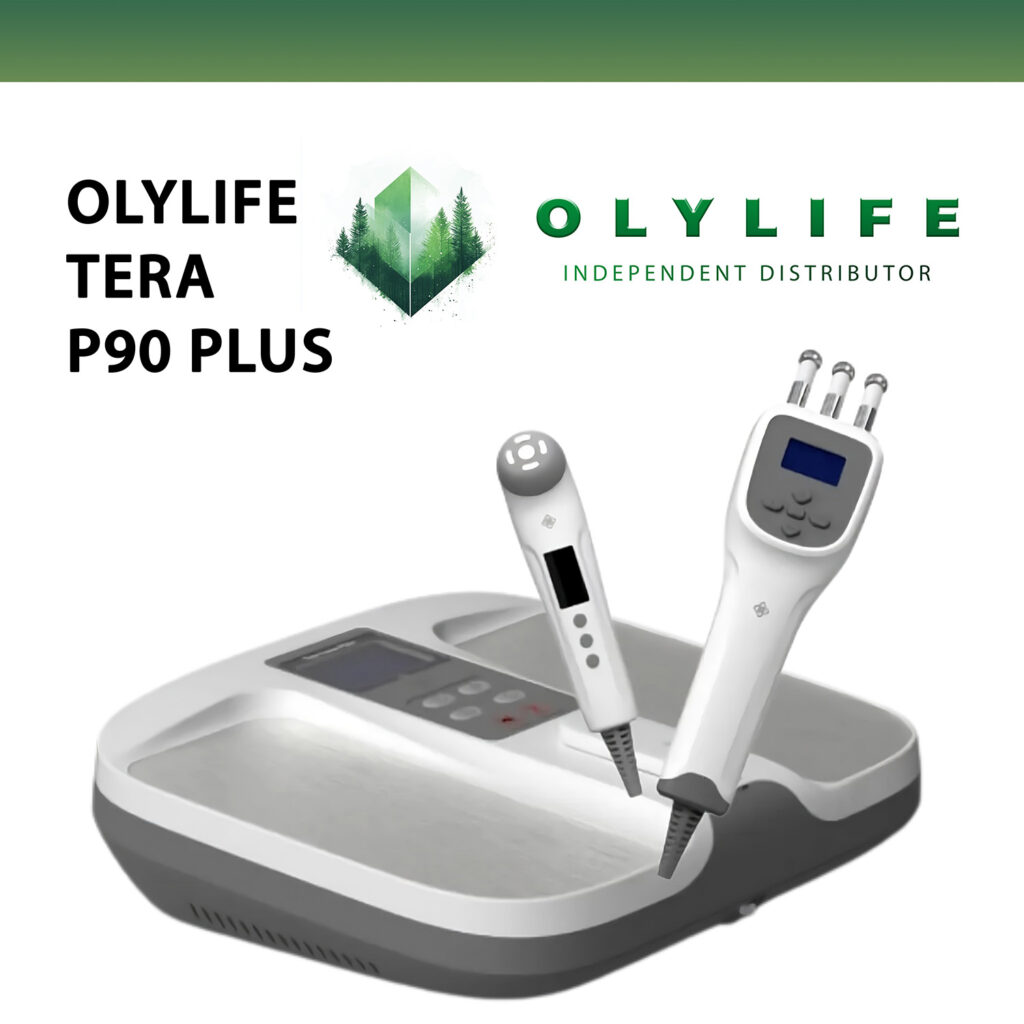 OLYLIFE
TERA
P90 PLUS
OLYLIFE
INDEPENDENT DISTRIBUTOR